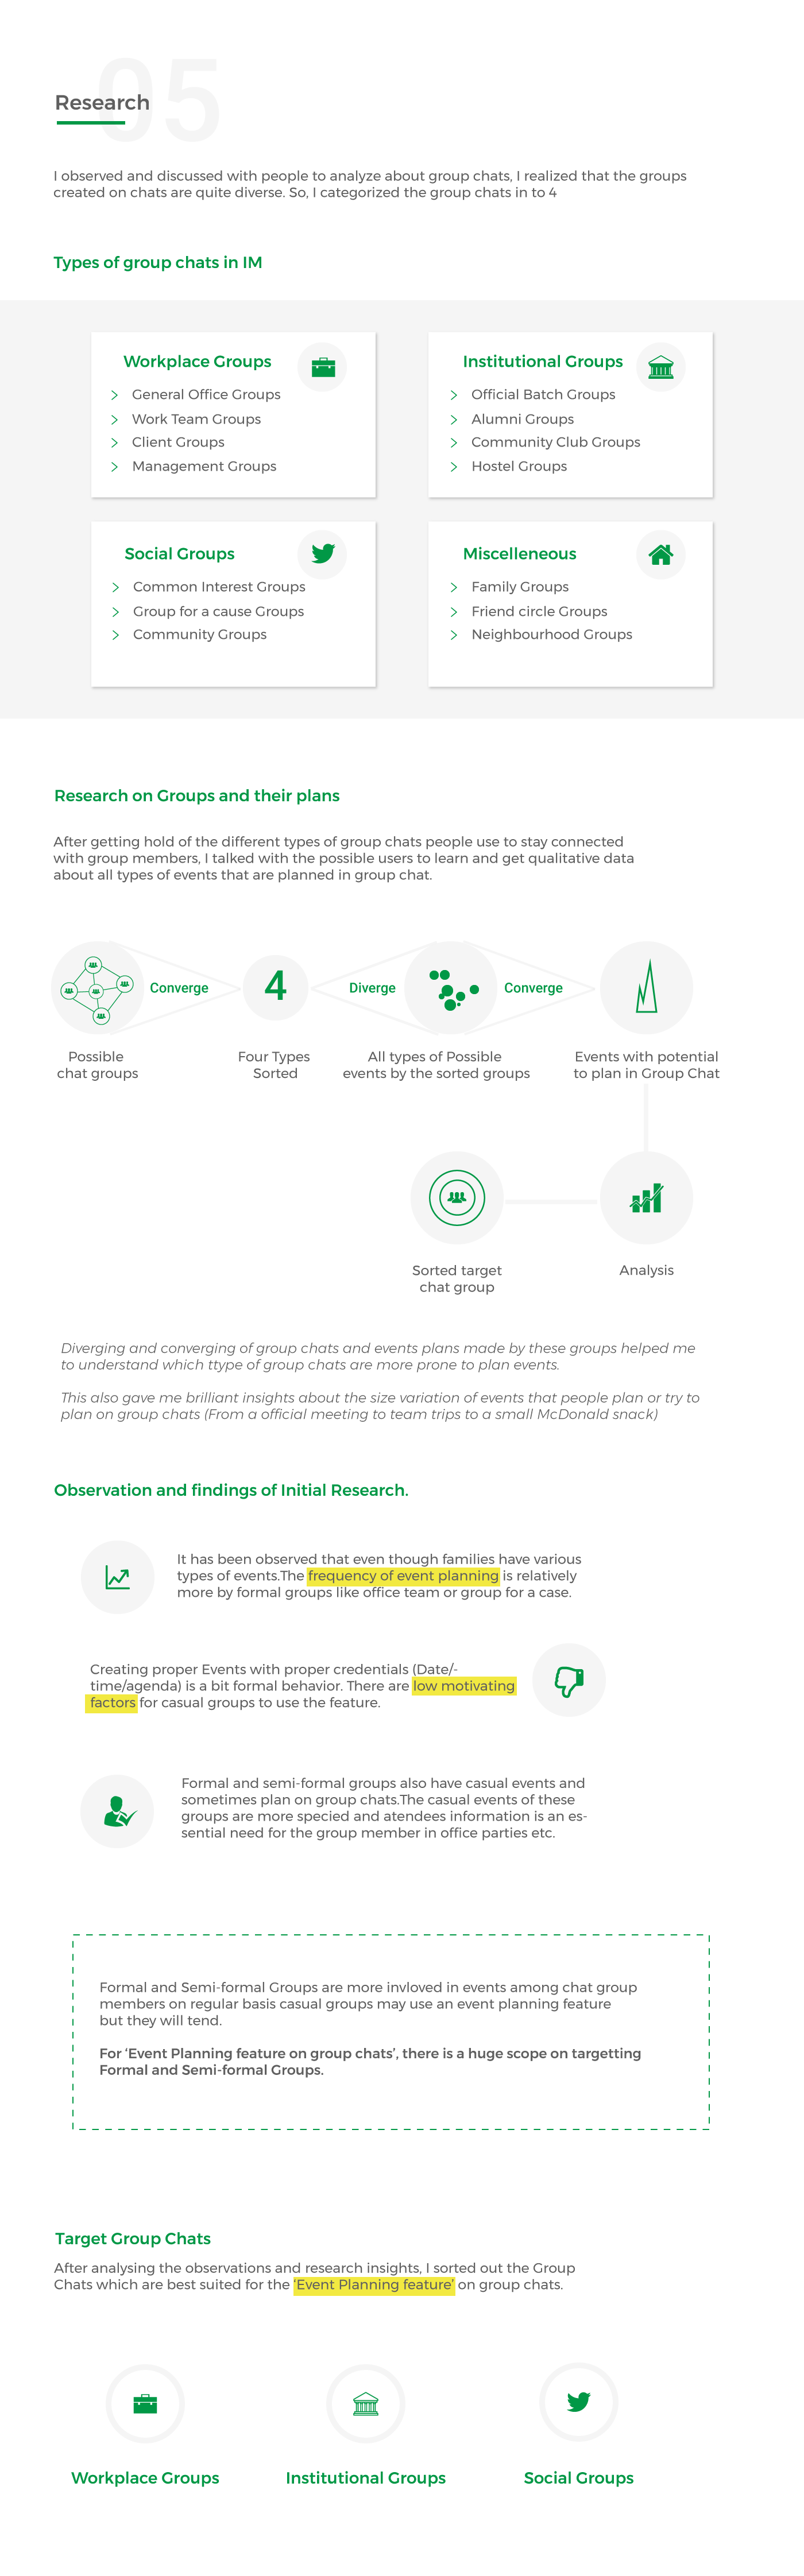 05
Research
I observed and discussed with people to analyze about group chats, I realized that the groups
created on chats are quite diverse. So, I categorized the group chats in to 4
Types of group chats in IM
Workplace Groups
General Office Groups
Work Team Groups
Client Groups
Management Groups
Institutional Groups
Official Batch Groups
Alumni Groups
Community Club Groups
Hostel Groups
Social Groups
Common Interest Groups
Group for a cause Groups
Community Groups
Miscelleneous
Family Groups
Friend circle Groups
Neighbourhood Groups
Research on Groups and their plans
After getting hold of the different types of group chats people use to stay connected
with group members, I talked with the possible users to learn and get qualitative data
about all types of events that are planned in group chat.
Converge
4
Diverge
Converge
Possible
chat groups
Four Types
Sorted
All types of Possible
events by the sorted groups
Events with potential
to plan in Group Chat
Sorted target
chat group
Analysis
Diverging and converging of group chats and events plans made by these groups helped me
to understand which ttype of group chats are more prone to plan events.
This also gave me brilliant insights about the size variation of events that people plan or try to
plan on group chats (From a official meeting to team trips to a small McDonald snack)
Observation and findings of Initial Research.
It has been observed that even though families have various
types of events.The frequency of event planning is relatively
more by formal groups like office team or group for a case.
Creating proper Events with proper credentials (Date/-
time/agenda) is a bit formal behavior. There are low motivating
factors for casual groups to use the feature.
Formal and semi-formal groups also have casual events and
sometimes plan on group chats.The casual events of these
groups are more specied and atendees information is an es-
sential need for the group member in office parties etc.
Formal and Semi-formal Groups are more invloved in events among chat group
members on regular basis casual groups may use an event planning feature
but they will tend.
For ‘Event Planning feature on group chats’, there is a huge scope on targetting
Formal and Semi-formal Groups.
Target Group Chats
After analysing the observations and research insights, I sorted out the Group
Chats which are best suited for the ‘Event Planning feature’ on group chats.
Workplace Groups
Institutional Groups
Social Groups